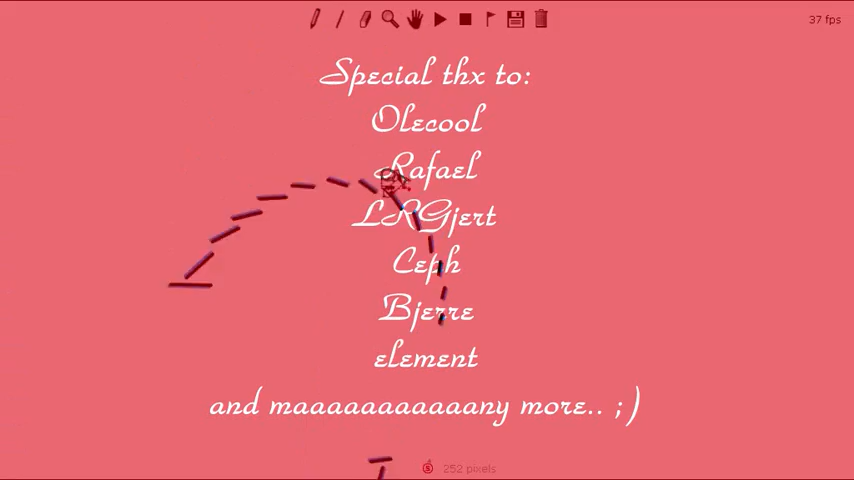 37 fps
Special thx to:
Olecool
Rafael
LRGjert
Ceph
Bjerre
element
and maaaaaaaaaaany more.. ;)
252 pixels